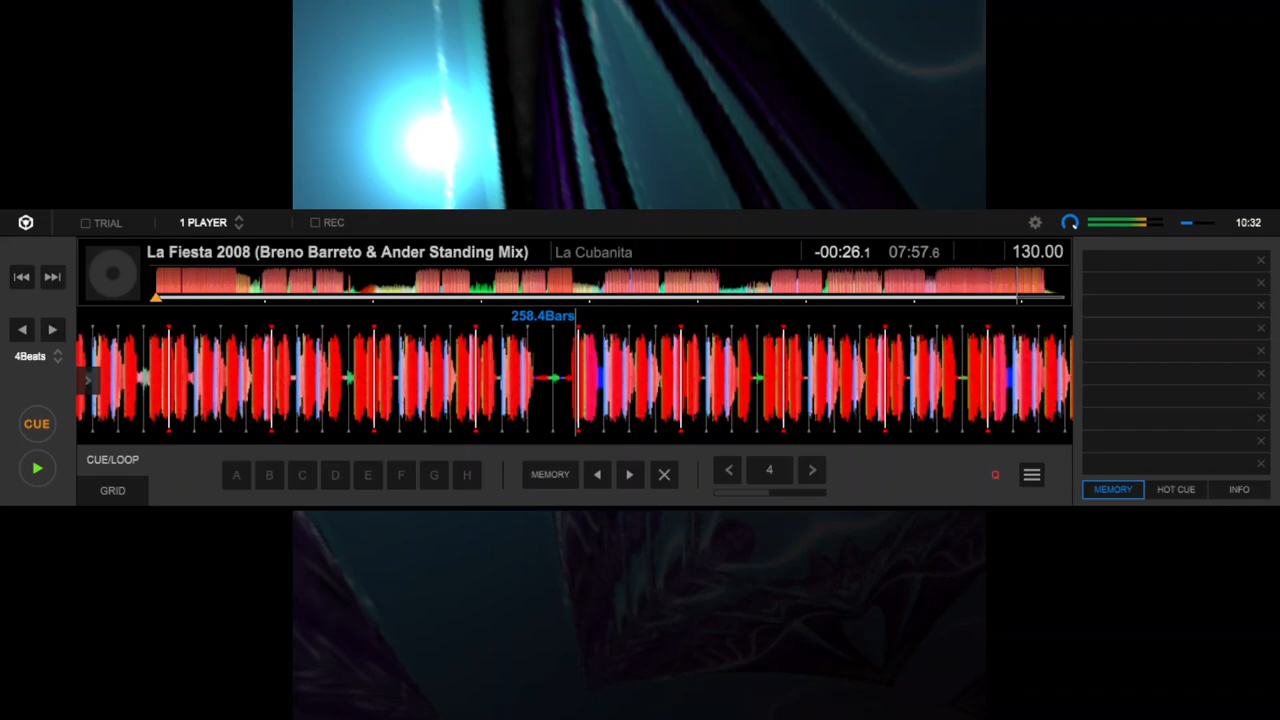 TRIAL 1 PLAYER REC 10:32
La Fiesta 2008 (Breno Barreto & Ander Standing Mix) La Cubanita -00:26.1 07:57.6 130.00
258.4Bars
4Beats
CUE
CUE/LOOP
GRID
A B C D E F G H MEMORY 4 Q
MEMORY HOT CUE INFO